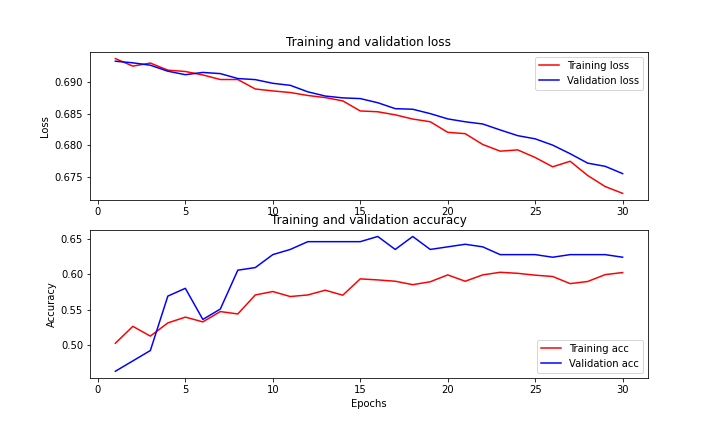 Training and validation loss
Loss
0.690
0.685
0.680
0.675
Training loss
Validation loss
0 5 10 15 20 25 30
Training and validation accuracy
Accuracy
0.65
0.60
0.55
0.50
Training acc
Validation acc
0 5 10 15 20 25 30
Epochs